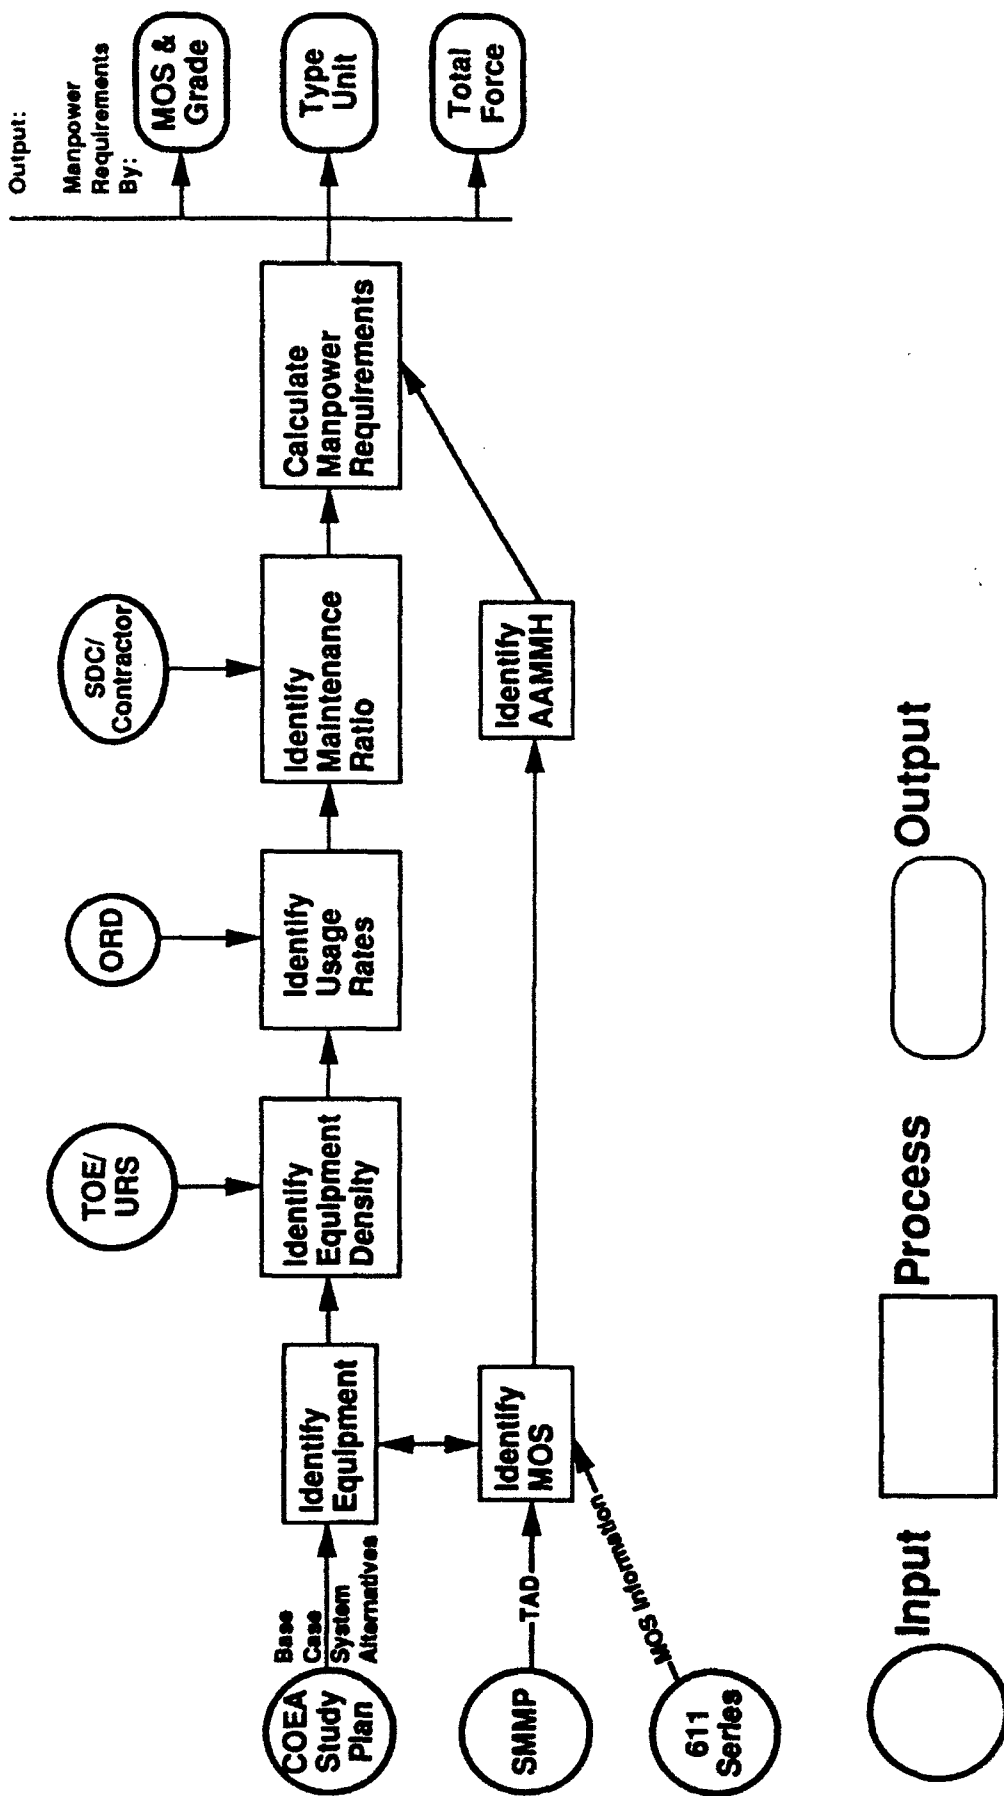 Output:
Manpower
Requirements
By:
MOS &
Grade
Type
Unit
Total
Force
SDC/
Contractor
ORD
TOE/
URS
Calculate
Manpower
Requirements
Identify
Maintenance
Ratio
Identify
Usage
Rates
Identify
Equipment
Density
Identify
Equipment
Base
Case
System
Alternatives
COEA
Study
Plan
Identify
AAMMH
Identify
MOS
TAD
SMMP
MOS Information
611
Series
Input
Process
Output